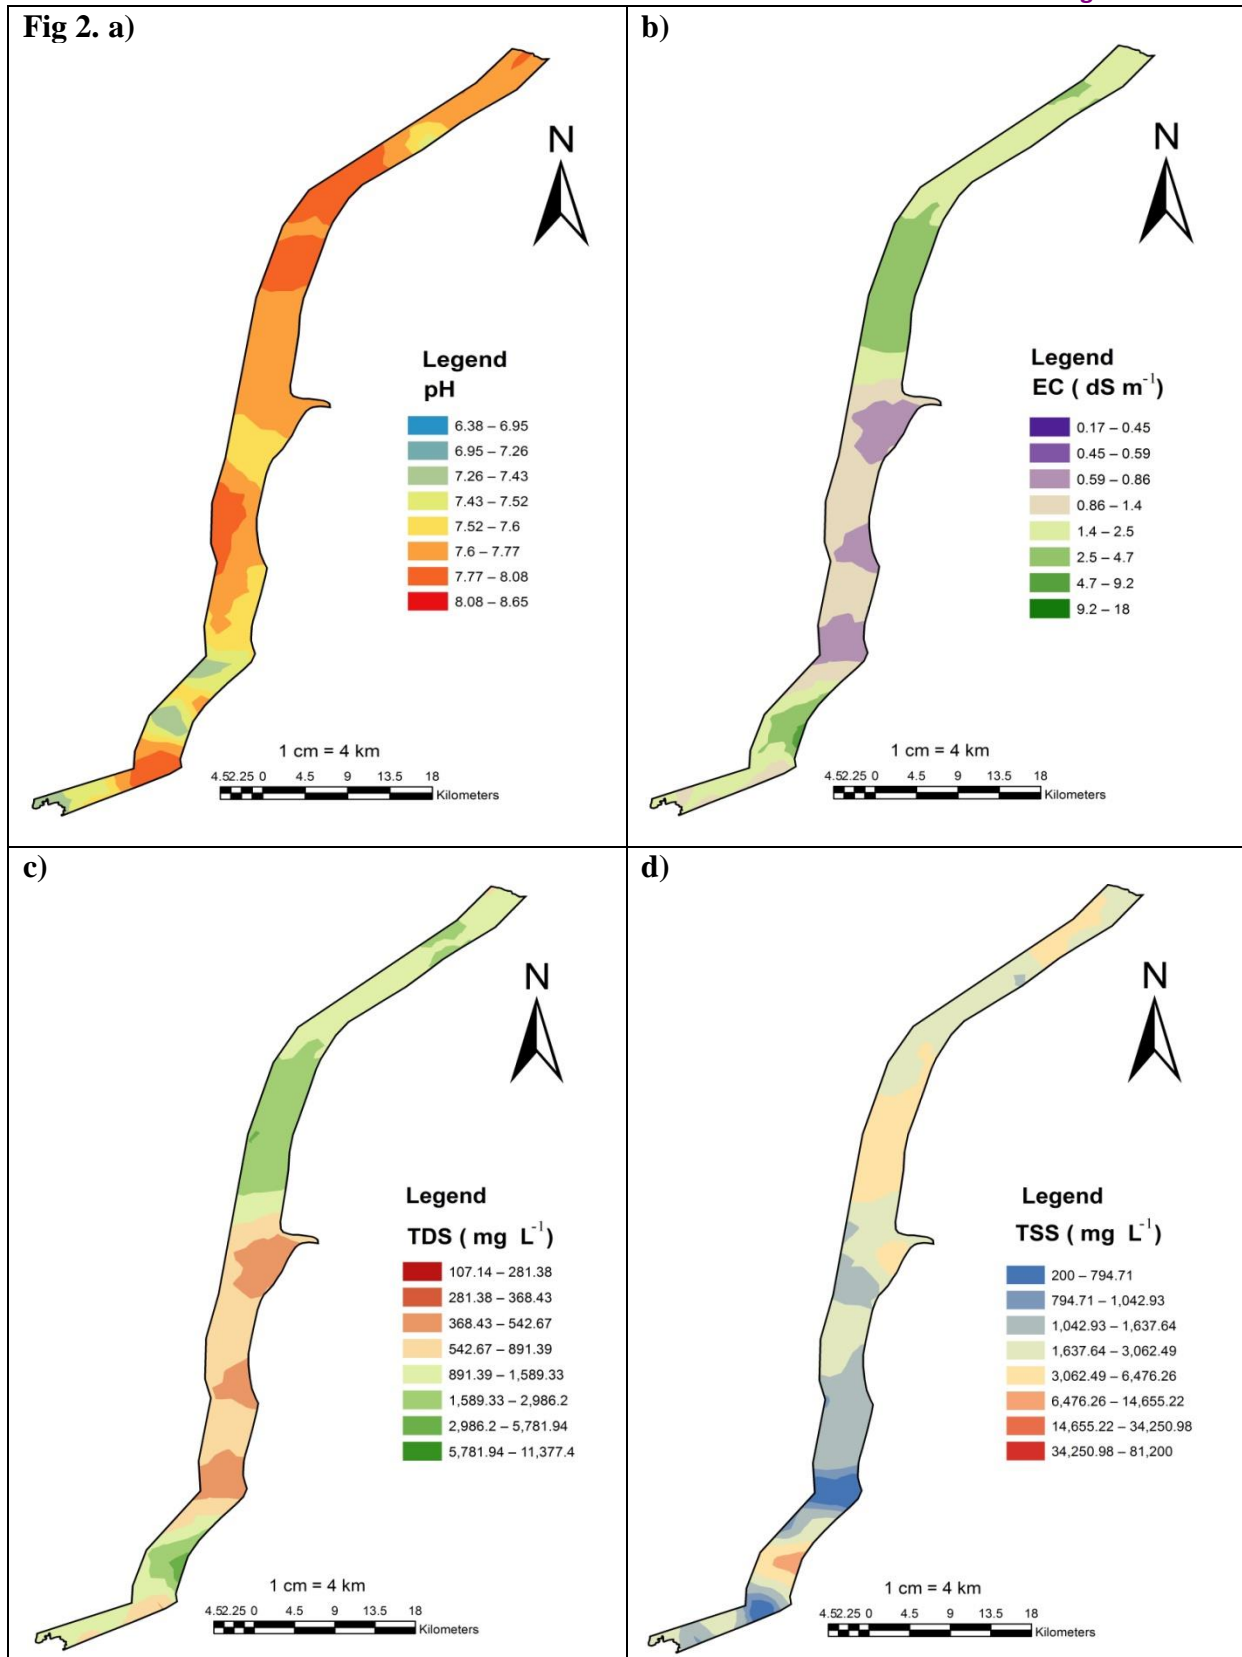 Fig 2. a)
N
Legend
pH
6.38 – 6.95
6.95 – 7.26
7.26 – 7.43
7.43 – 7.52
7.52 – 7.6
7.6 – 7.77
7.77 – 8.08
8.08 – 8.65
1 cm = 4 km
4.52.25 0 4.5 9 13.5 18
Kilometers
b)
N
Legend
EC ( dS m-1)
0.17 – 0.45
0.45 – 0.59
0.59 – 0.86
0.86 – 1.4
1.4 – 2.5
2.5 – 4.7
4.7 – 9.2
9.2 – 18
1 cm = 4 km
4.52.25 0 4.5 9 13.5 18
Kilometers
c)
N
Legend
TDS ( mg L-1)
107.14 – 281.38
281.38 – 368.43
368.43 – 542.67
542.67 – 891.39
891.39 – 1,589.33
1,589.33 – 2,986.2
2,986.2 – 5,781.94
5,781.94 – 11,377.4
1 cm = 4 km
4.52.25 0 4.5 9 13.5 18
Kilometers
d)
N
Legend
TSS ( mg L-1)
200 – 794.71
794.71 – 1,042.93
1,042.93 – 1,637.64
1,637.64 – 3,062.49
3,062.49 – 6,476.26
6,476.26 – 14,655.22
14,655.22 – 34,250.98
34,250.98 – 81,200
1 cm = 4 km
4.52.25 0 4.5 9 13.5 18
Kilometers